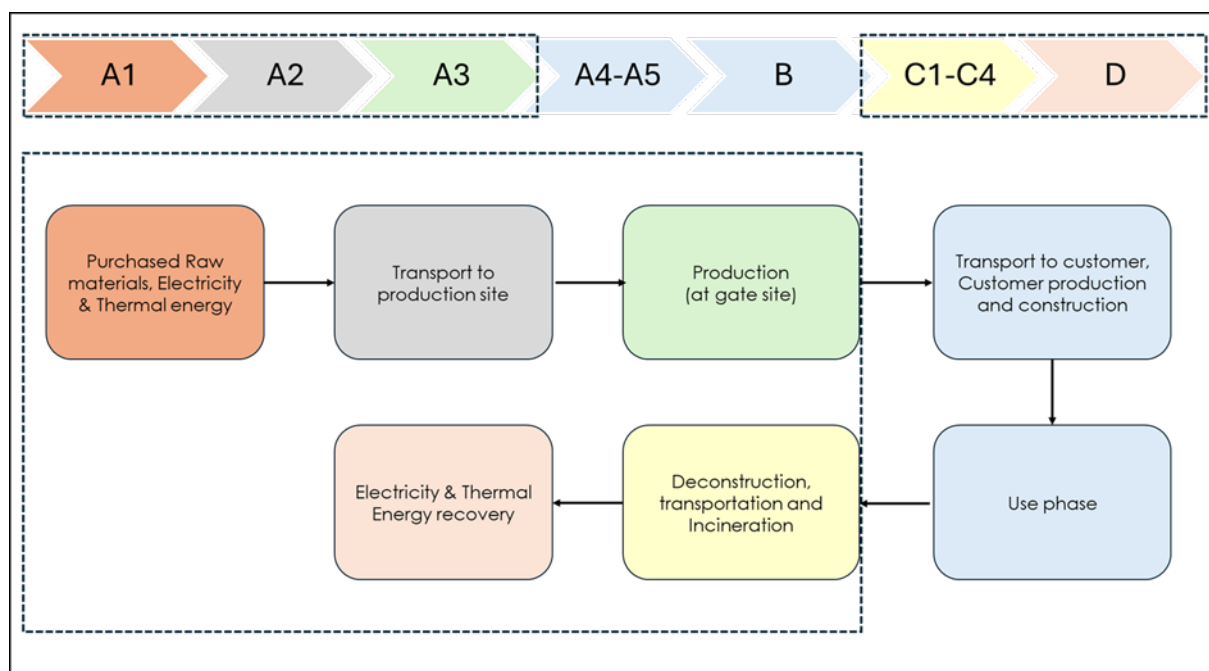 A1
A2
A3
A4-A5
B
C1-C4
D
Purchased Raw
materials, Electricity
& Thermal energy
Transport to
production site
Production
(at gate site)
Transport to customer,
Customer production
and construction
Electricity & Thermal
Energy recovery
Deconstruction,
transportation and
Incineration
Use phase